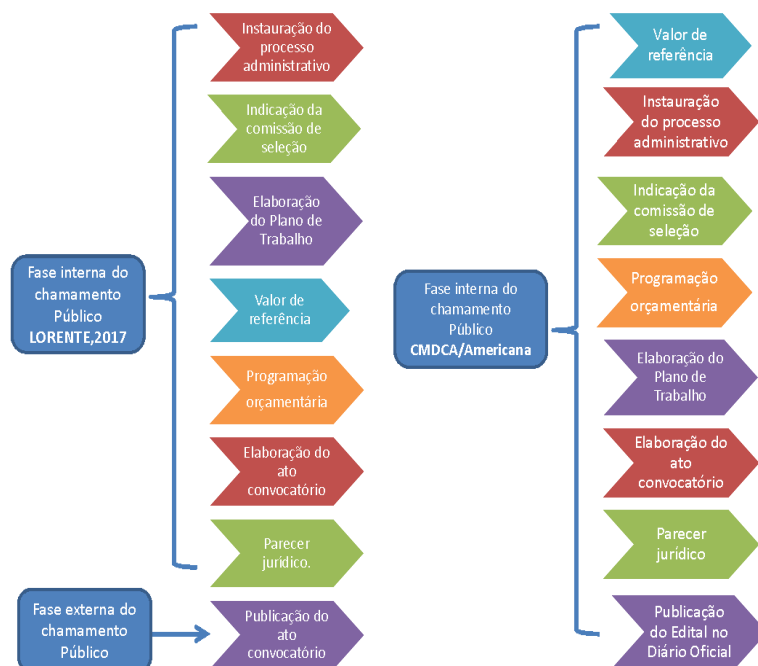 Instauração do
processo
administrativo
Indicação da
comissão de
seleção
Elaboração
do Plano de
Trabalho
Fase interna do
chamamento
Público
LORENTE,2017
Valor de
referência
Programação
orçamentária
Elaboração do
ato
convocatório
Parecer
jurídico.
Fase externa do
chamamento
Público
Publicação do
ato
convocatório
Valor de
referência
Instauração
do processo
administrativo
Indicação da
comissão de
seleção
Fase interna do
chamamento
Público
CMDCA/Americana
Programação
orçamentária
Elaboração do
Plano de
Trabalho
Elaboração do
ato
convocatório
Parecer
jurídico
Publicação
do Edital no
Diário Oficial